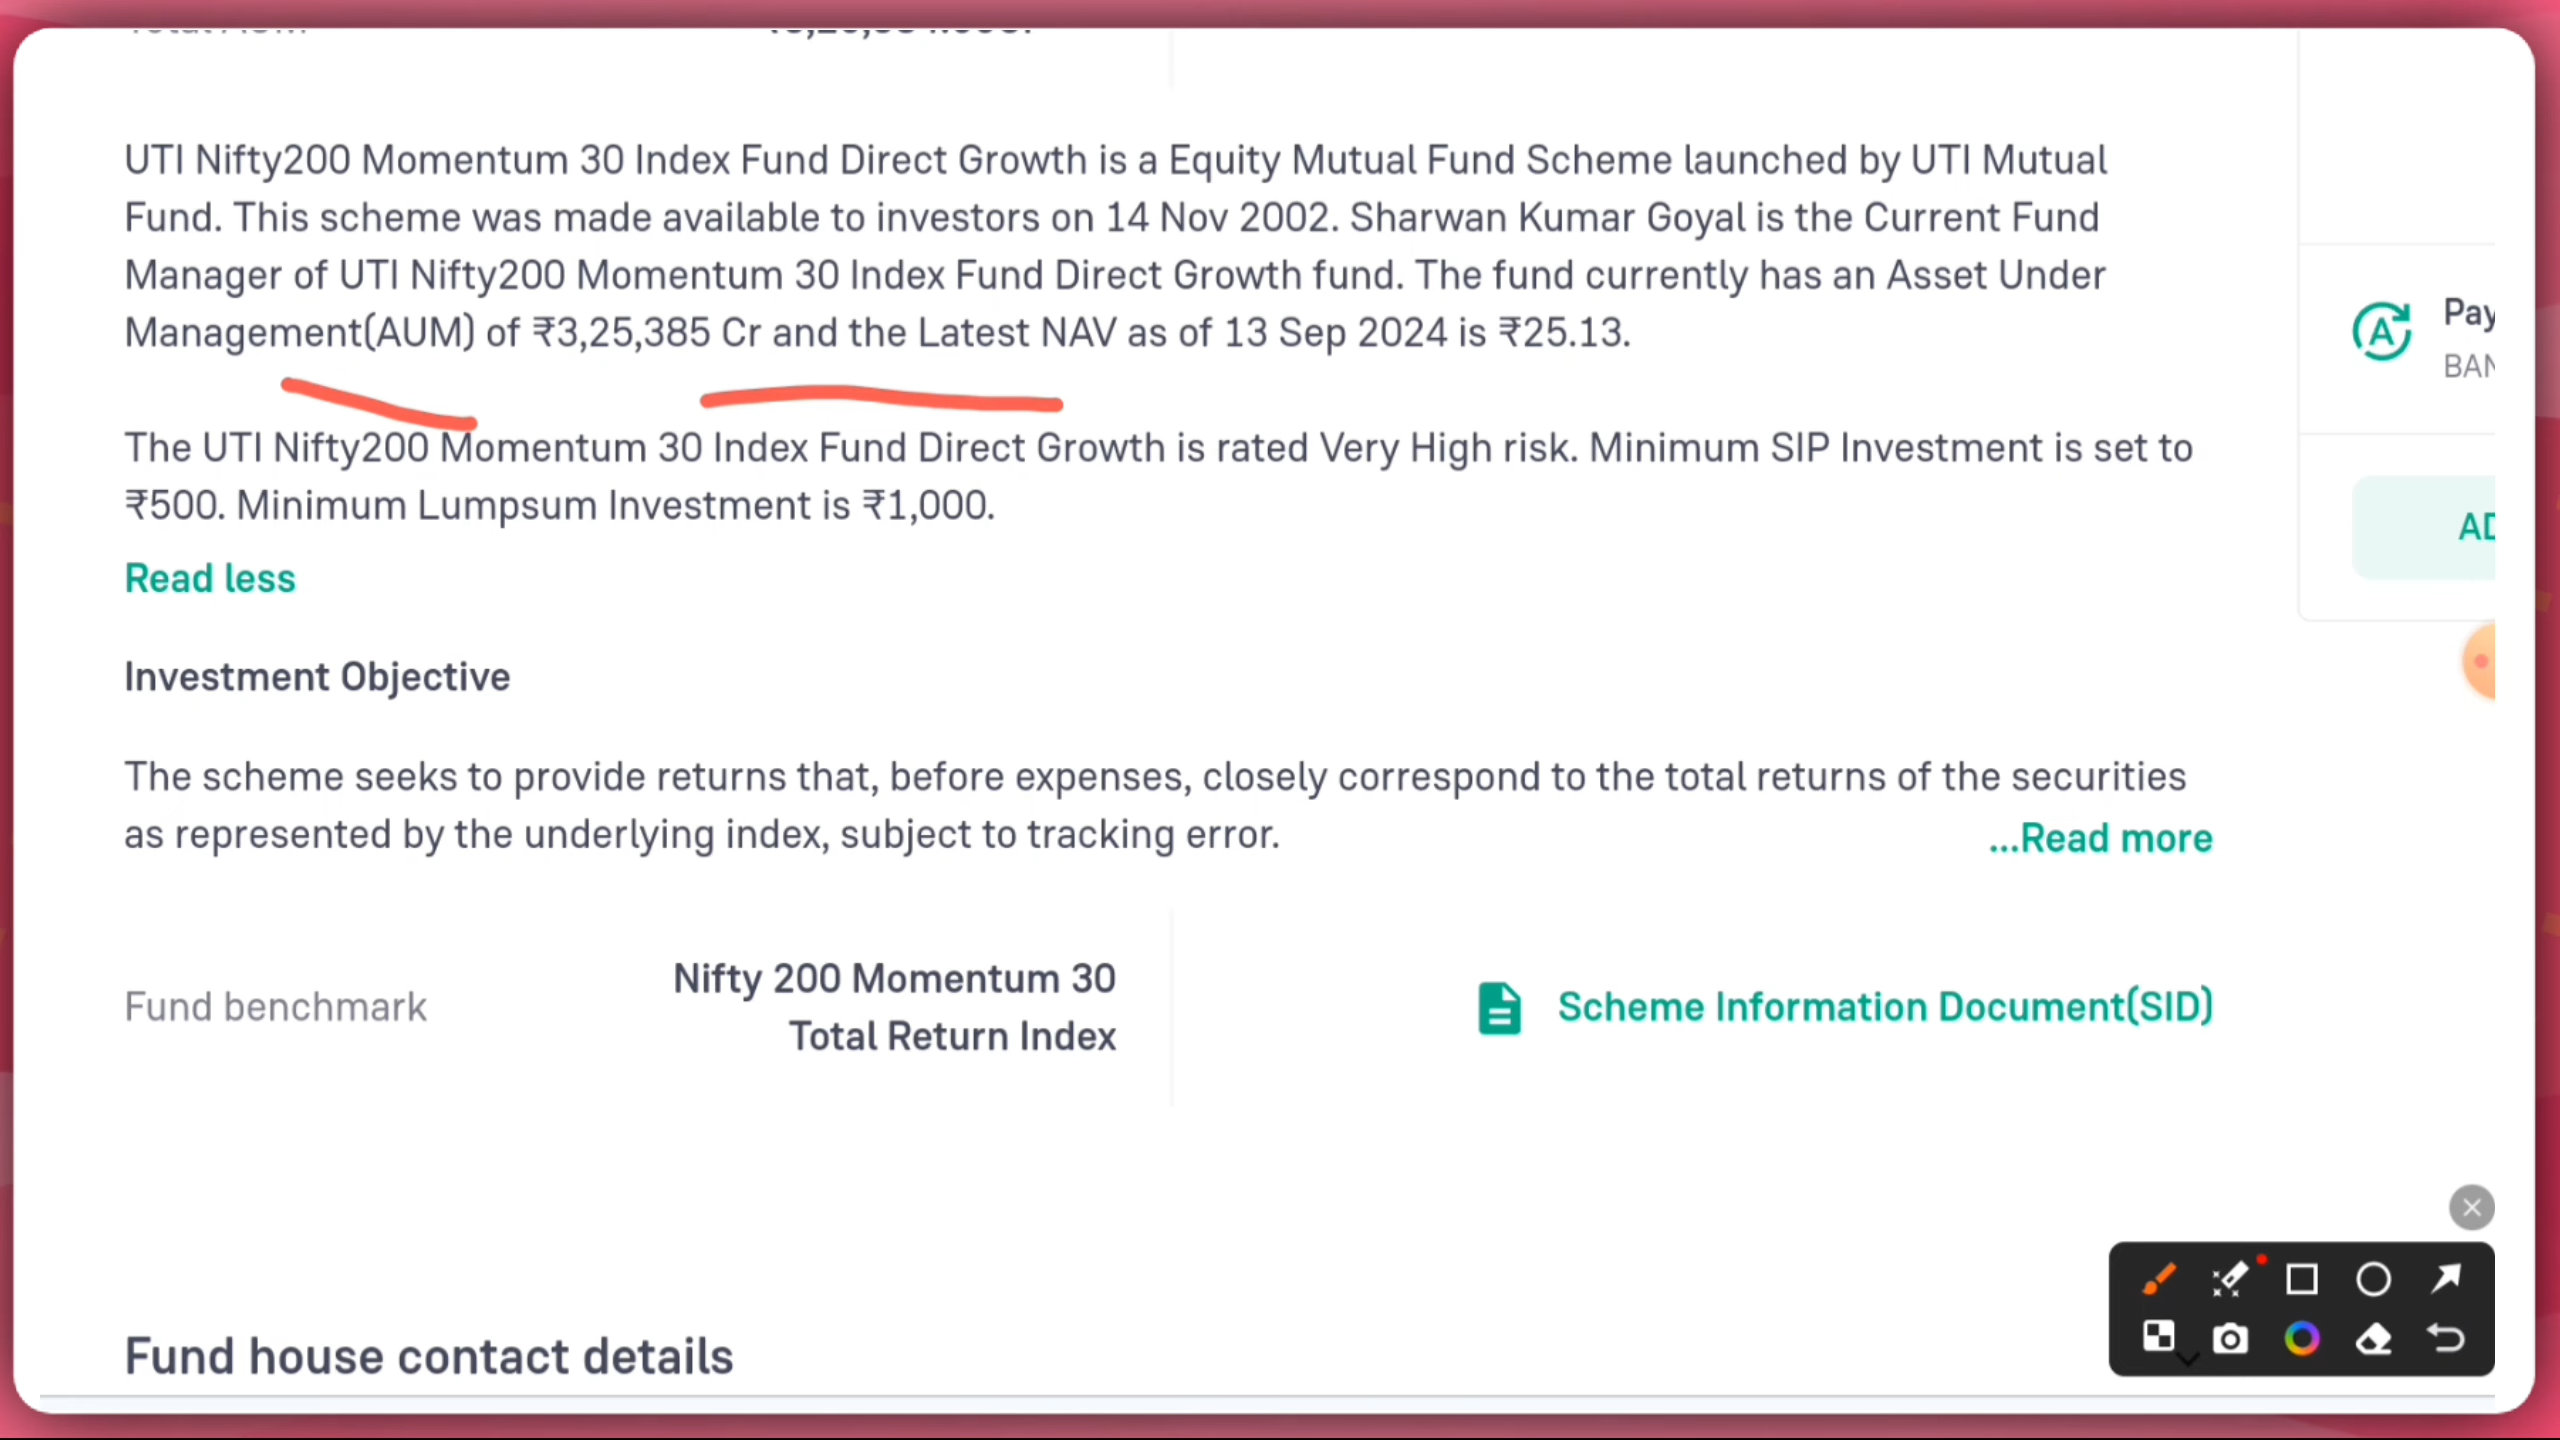 UTI Nifty200 Momentum 30 Index Fund Direct Growth is a Equity Mutual Fund Scheme launched by UTI Mutual
Fund. This scheme was made available to investors on 14 Nov 2002. Sharwan Kumar Goyal is the Current Fund
Manager of UTI Nifty200 Momentum 30 Index Fund Direct Growth fund. The fund currently has an Asset Under
Management(AUM) of ₹3,25,385 Cr and the Latest NAV as of 13 Sep 2024 is ₹25.13.
The UTI Nifty200 Momentum 30 Index Fund Direct Growth is rated Very High risk. Minimum SIP Investment is set to
₹500. Minimum Lumpsum Investment is ₹1,000.
Read less
Investment Objective
The scheme seeks to provide returns that, before expenses, closely correspond to the total returns of the securities
as represented by the underlying index, subject to tracking error.
...Read more
Fund benchmark
Nifty 200 Momentum 30
Total Return Index
Scheme Information Document(SID)
Fund house contact details
A
Pay